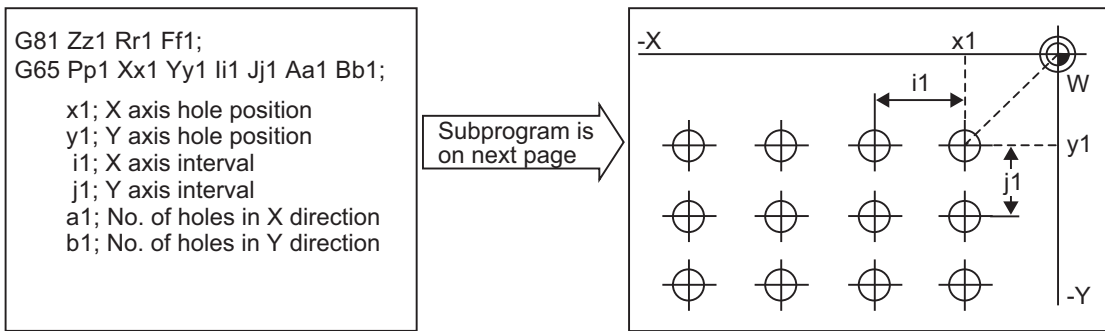 G81 Zz1 Rr1 Ff1;
G65 Pp1 Xx1 Yy1 Ii1 Jj1 Aa1 Bb1;
x1; X axis hole position
y1; Y axis hole position
i1; X axis interval
j1; Y axis interval
a1; No. of holes in X direction
b1; No. of holes in Y direction
Subprogram is
on next page
-X
x1
W
i1
y1
j1
-Y